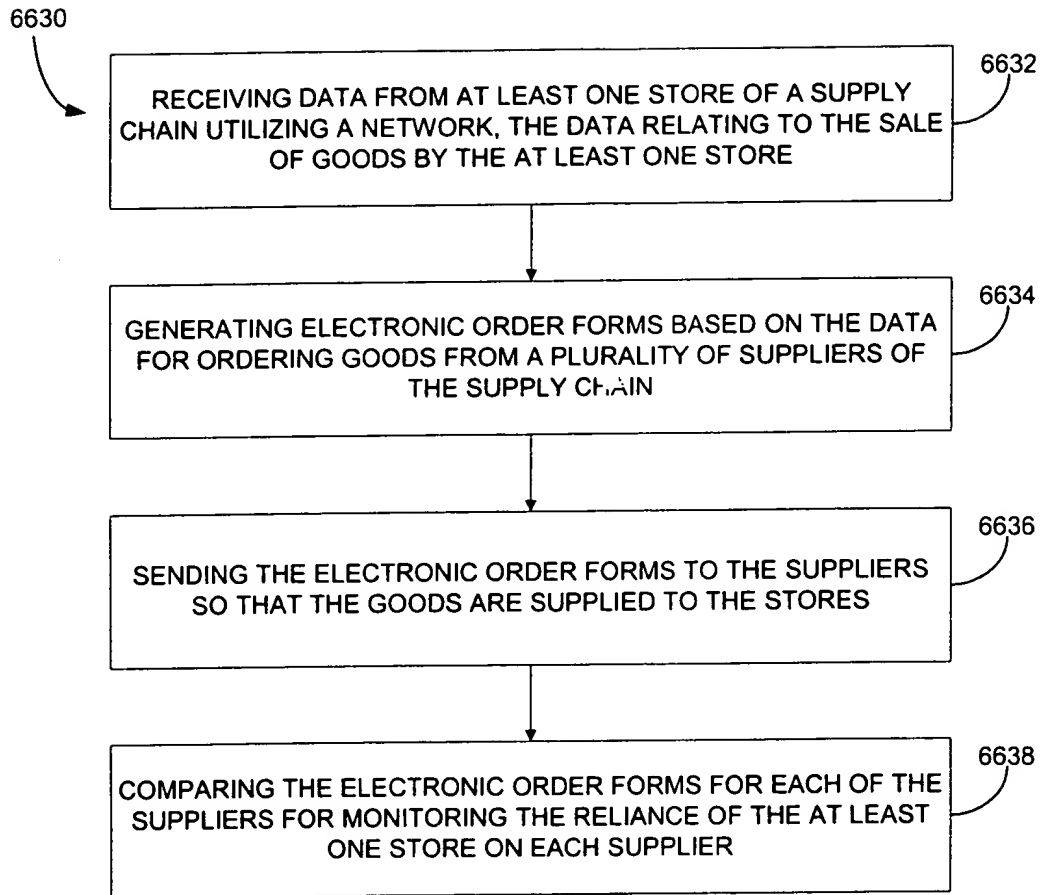 6630
6632
RECEIVING DATA FROM AT LEAST ONE STORE OF A SUPPLY
CHAIN UTILIZING A NETWORK, THE DATA RELATING TO THE SALE
OF GOODS BY THE AT LEAST ONE STORE
6634
GENERATING ELECTRONIC ORDER FORMS BASED ON THE DATA
FOR ORDERING GOODS FROM A PLURALITY OF SUPPLIERS OF
THE SUPPLY CHAIN
6636
SENDING THE ELECTRONIC ORDER FORMS TO THE SUPPLIERS
SO THAT THE GOODS ARE SUPPLIED TO THE STORES
6638
COMPARING THE ELECTRONIC ORDER FORMS FOR EACH OF THE
SUPPLIERS FOR MONITORING THE RELIANCE OF THE AT LEAST
ONE STORE ON EACH SUPPLIER